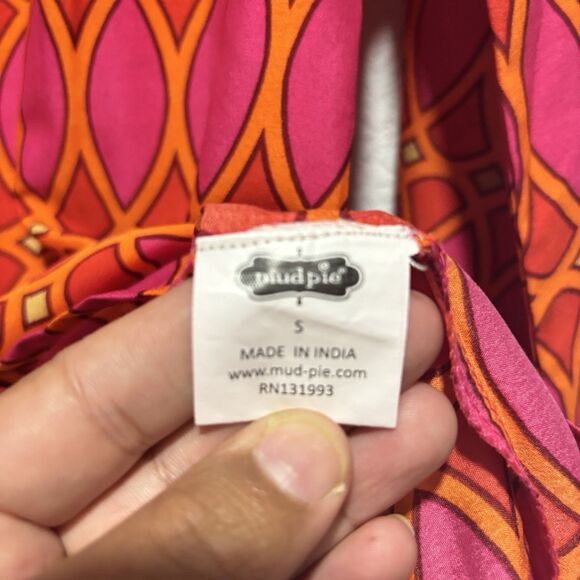 mud pie®
S
MADE IN INDIA
www.mud-pie.com
RN131993